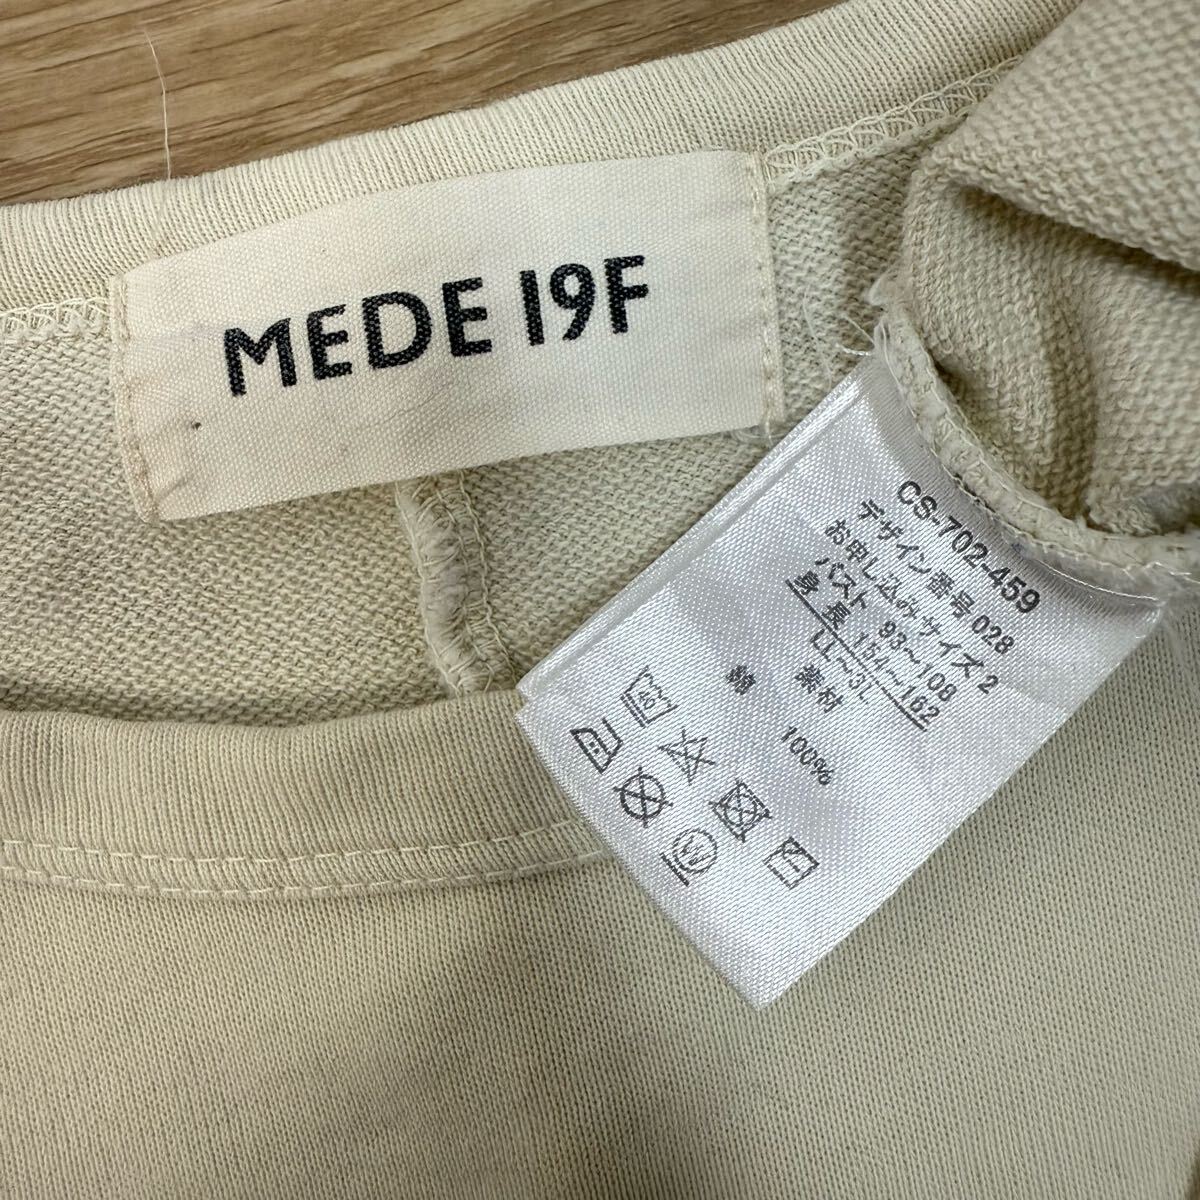 MEDE 19F
CS-702-459
デザイン番号 028
お申し込みサイズ 2
バスト 93〜108
身長 154〜162
LL〜3L
素材
綿 100%